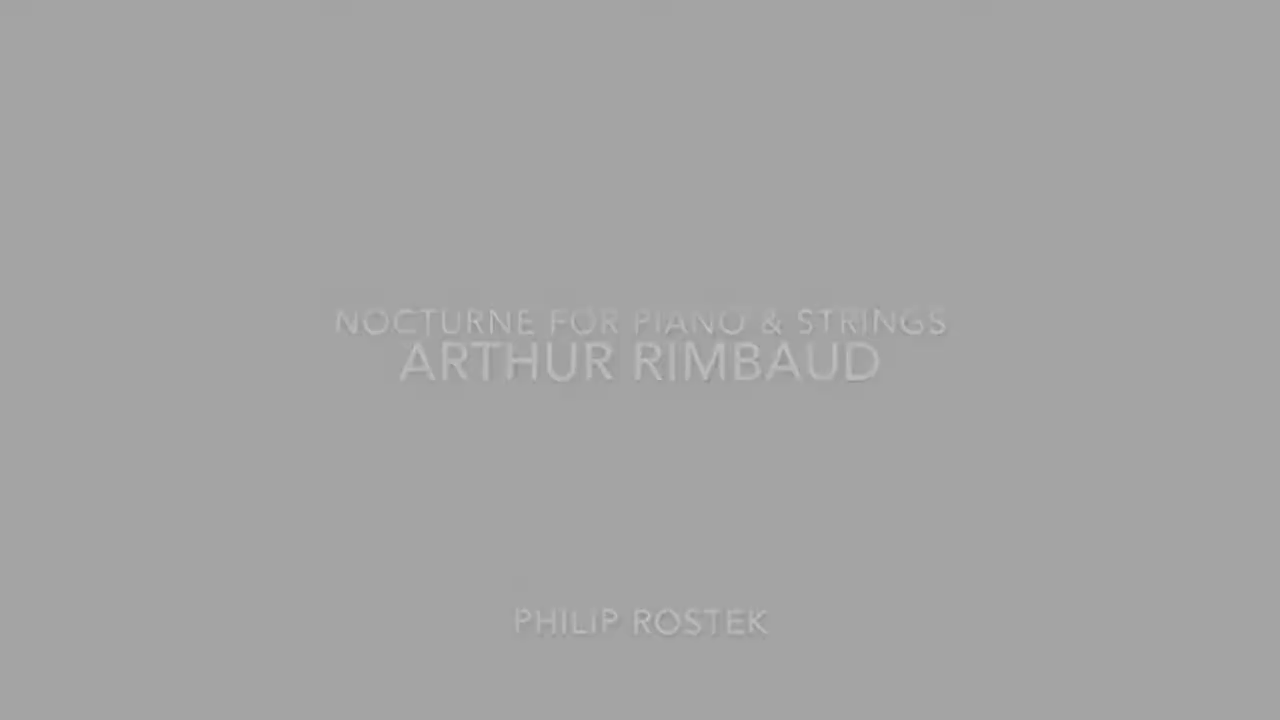 NOCTURNE FOR PIANO & STRINGS
ARTHUR RIMBAUD
PHILIP ROSTEK